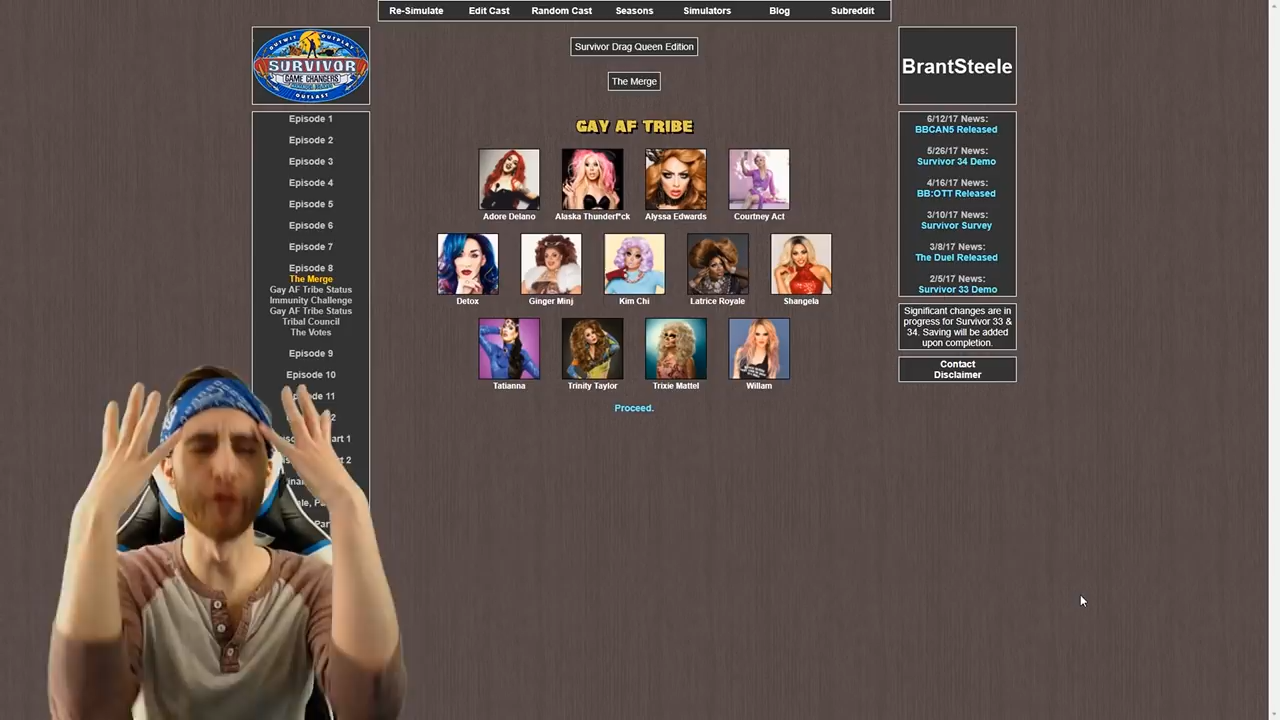 Re-Simulate Edit Cast Random Cast Seasons Simulators Blog Subreddit
OUTWIT OUTPLAY
SURVIVOR
GAME CHANGERS
OUTLAST
Episode 1
Episode 2
Episode 3
Episode 4
Episode 5
Episode 6
Episode 7
Episode 8
The Merge
Gay AF Tribe Status
Immunity Challenge
Gay AF Tribe Status
Tribal Council
The Votes
Episode 9
Episode 10
Survivor Drag Queen Edition
The Merge
GAY AF TRIBE
Adore Delano Alaska Thunderf*ck Alyssa Edwards Courtney Act
Detox Ginger Minj Kim Chi Latrice Royale Shangela
Tatianna Trinity Taylor Trixie Mattel Willam
Proceed.
BrantSteele
6/12/17 News:
BBCAN5 Released
5/26/17 News:
Survivor 34 Demo
4/16/17 News:
BB:OTT Released
3/10/17 News:
Survivor Survey
3/8/17 News:
The Duel Released
2/5/17 News:
Survivor 33 Demo
Significant changes are in
progress for Survivor 33 &
34. Saving will be added
upon completion.
Contact
Disclaimer